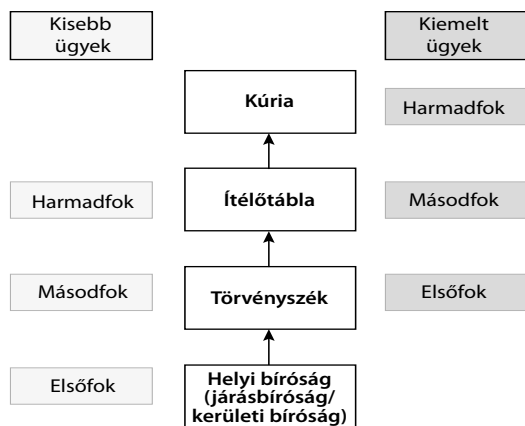 Kisebb
ügyek
Kiemelt
ügyek
Kúria
Harmadfok
Harmadfok
Ítélőtábla
Másodfok
Másodfok
Törvényszék
Elsőfok
Elsőfok
Helyi bíróság
(járásbíróság/
kerületi bíróság)